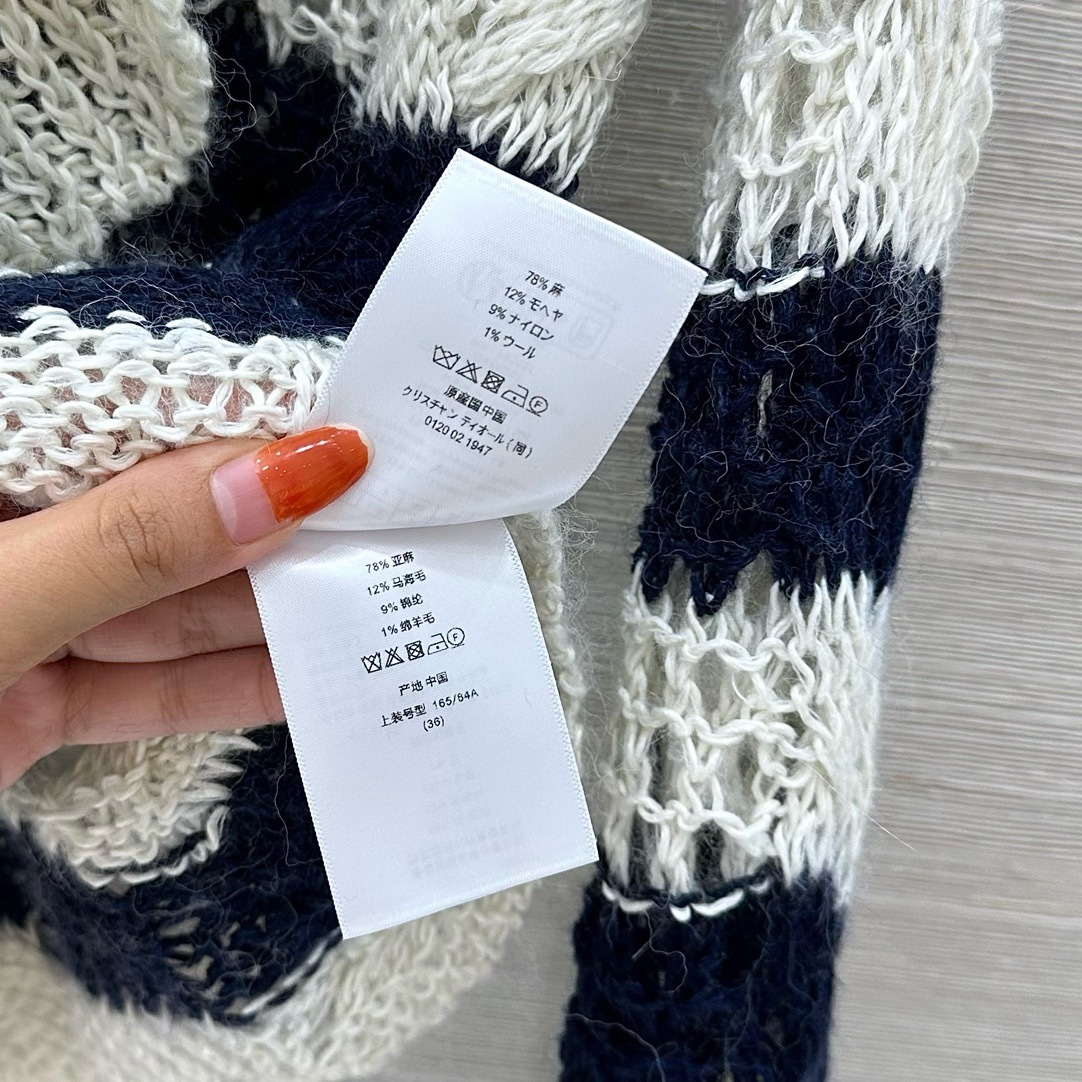 78% 麻
12% モヘヤ
9% ナイロン
1% ウール
原産国 中国
クリスチャン ディオール ( 同 )
0120 02 1947
78% 亚麻
12% 马海毛
9% 锦纶
1% 绵羊毛
F
产地 中国
上装号型 165/84A
(36)